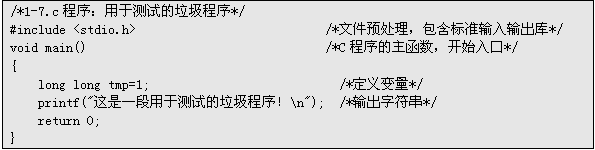 /*1-7.c程序：用于测试的垃圾程序*/
#include <stdio.h> /*文件预处理，包含标准输入输出库*/
void main() /*C程序的主函数，开始入口*/
{
long long tmp=1; /*定义变量*/
printf("这是一段用于测试的垃圾程序！\n"); /*输出字符串*/
return 0;
}